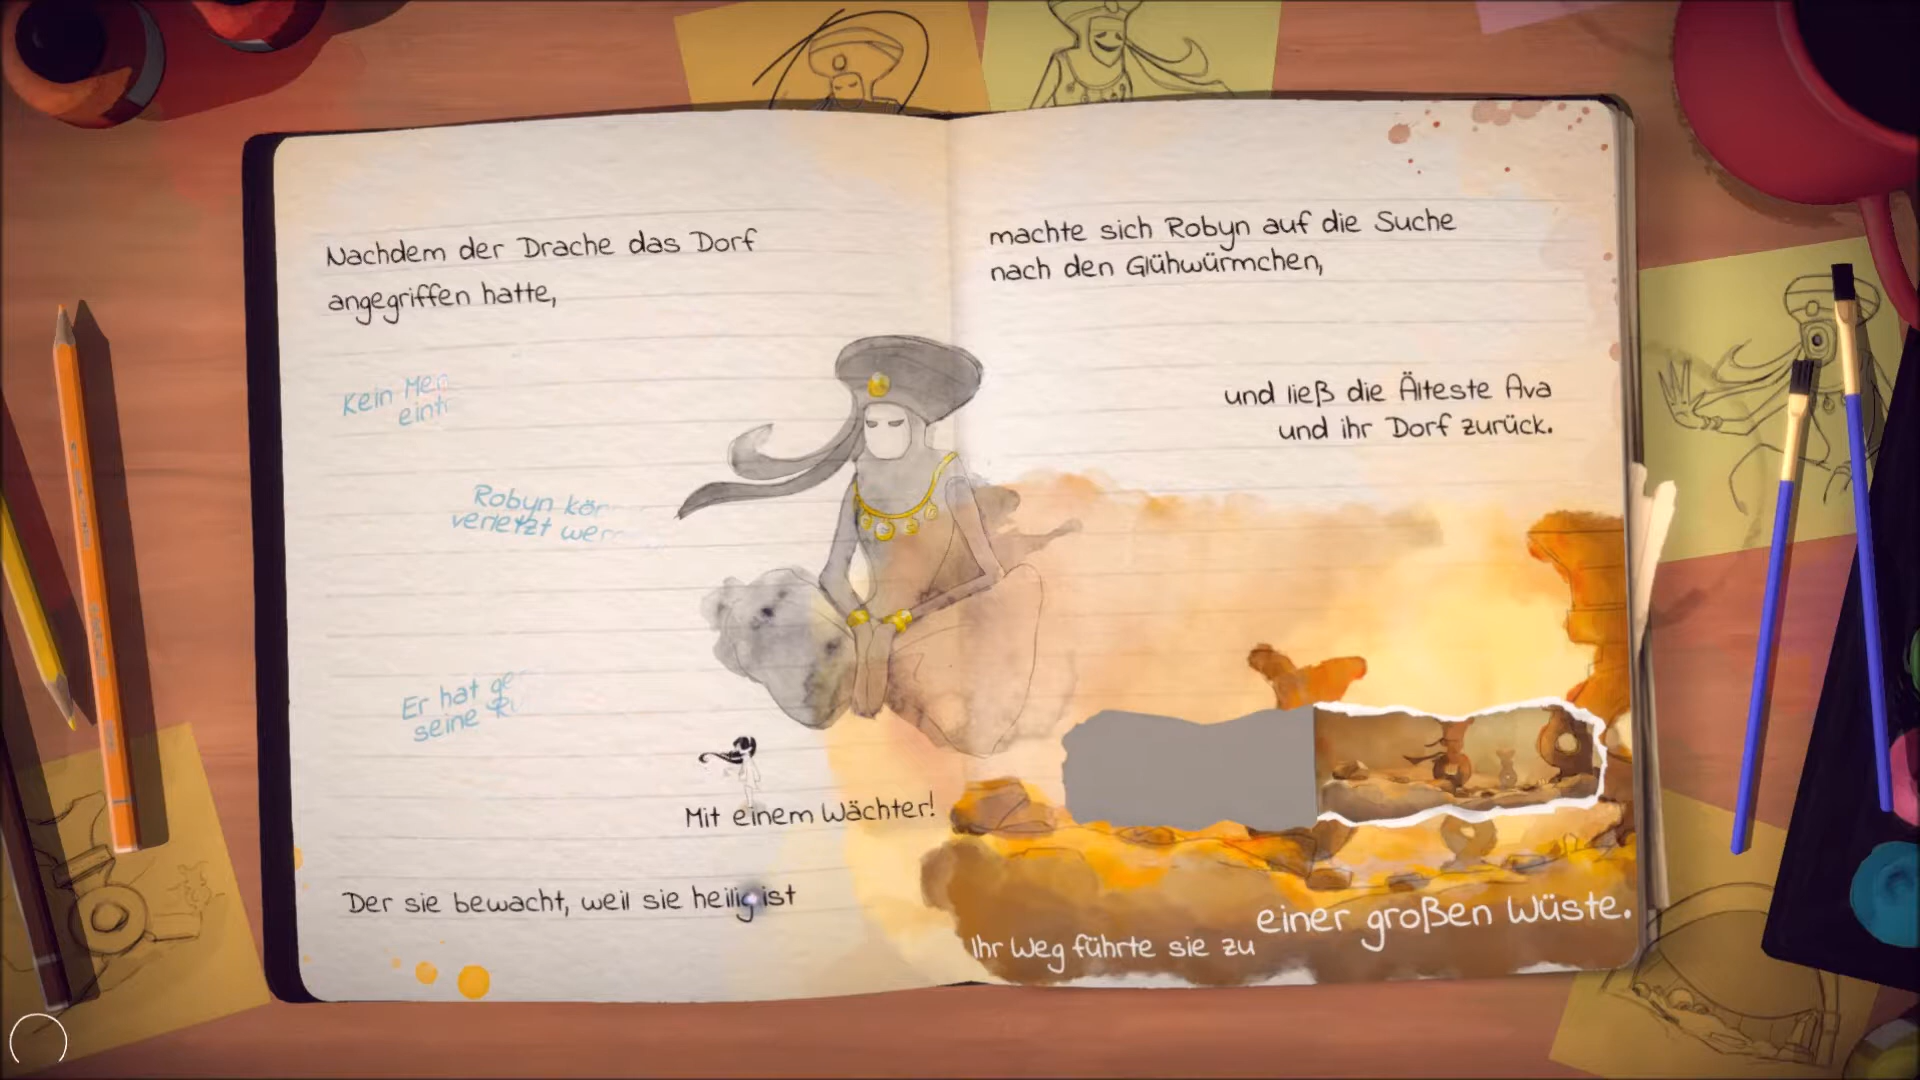 Nachdem der Drache das Dorf
angegriffen hatte,
Kein
Robyn
verletzt
Er hat
seine
Mit einem Wächter!
Der sie bewacht, weil sie heilig ist
machte sich Robyn auf die Suche
nach den Glühwürmchen,
und ließ die Älteste Ava
und ihr Dorf zurück.
Ihr Weg führte sie zu
einer großen Wüste.